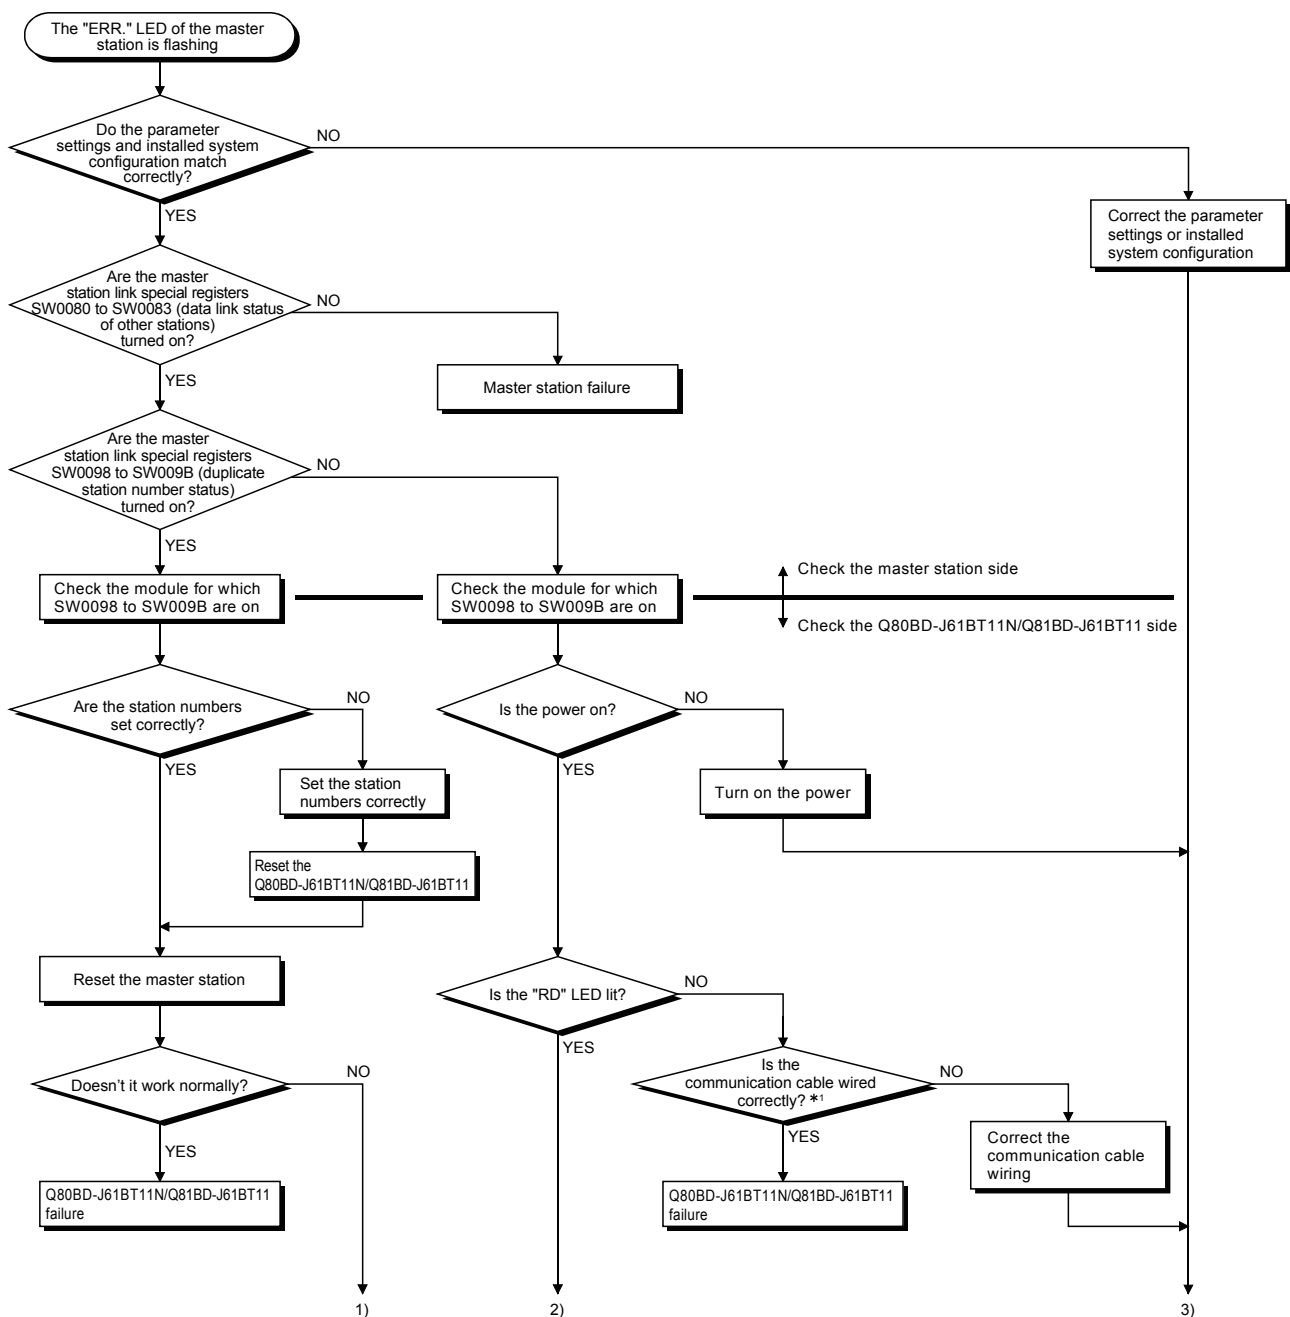 The "ERR." LED of the master
station is flashing
Do the parameter
settings and installed system
configuration match
correctly?
NO
YES
Correct the parameter
settings or installed
system configuration
Are the master
station link special registers
SW0080 to SW0083 (data link status
of other stations)
turned on?
NO
YES
Master station failure
Are the master
station link special registers
SW0098 to SW009B (duplicate
station number status)
turned on?
NO
YES
Check the module for which
SW0098 to SW009B are on
Check the module for which
SW0098 to SW009B are on
Check the master station side
Check the Q80BD-J61BT11N/Q81BD-J61BT11 side
Are the station numbers
set correctly?
NO
YES
Is the power on?
NO
YES
Set the station
numbers correctly
Turn on the power
Reset the
Q80BD-J61BT11N/Q81BD-J61BT11
Reset the master station
Is the "RD" LED lit?
NO
YES
Doesn't it work normally?
NO
YES
Is the
communication cable wired
correctly? *1
NO
YES
Correct the
communication cable
wiring
Q80BD-J61BT11N/Q81BD-J61BT11
failure
Q80BD-J61BT11N/Q81BD-J61BT11
failure
1)
2)
3)